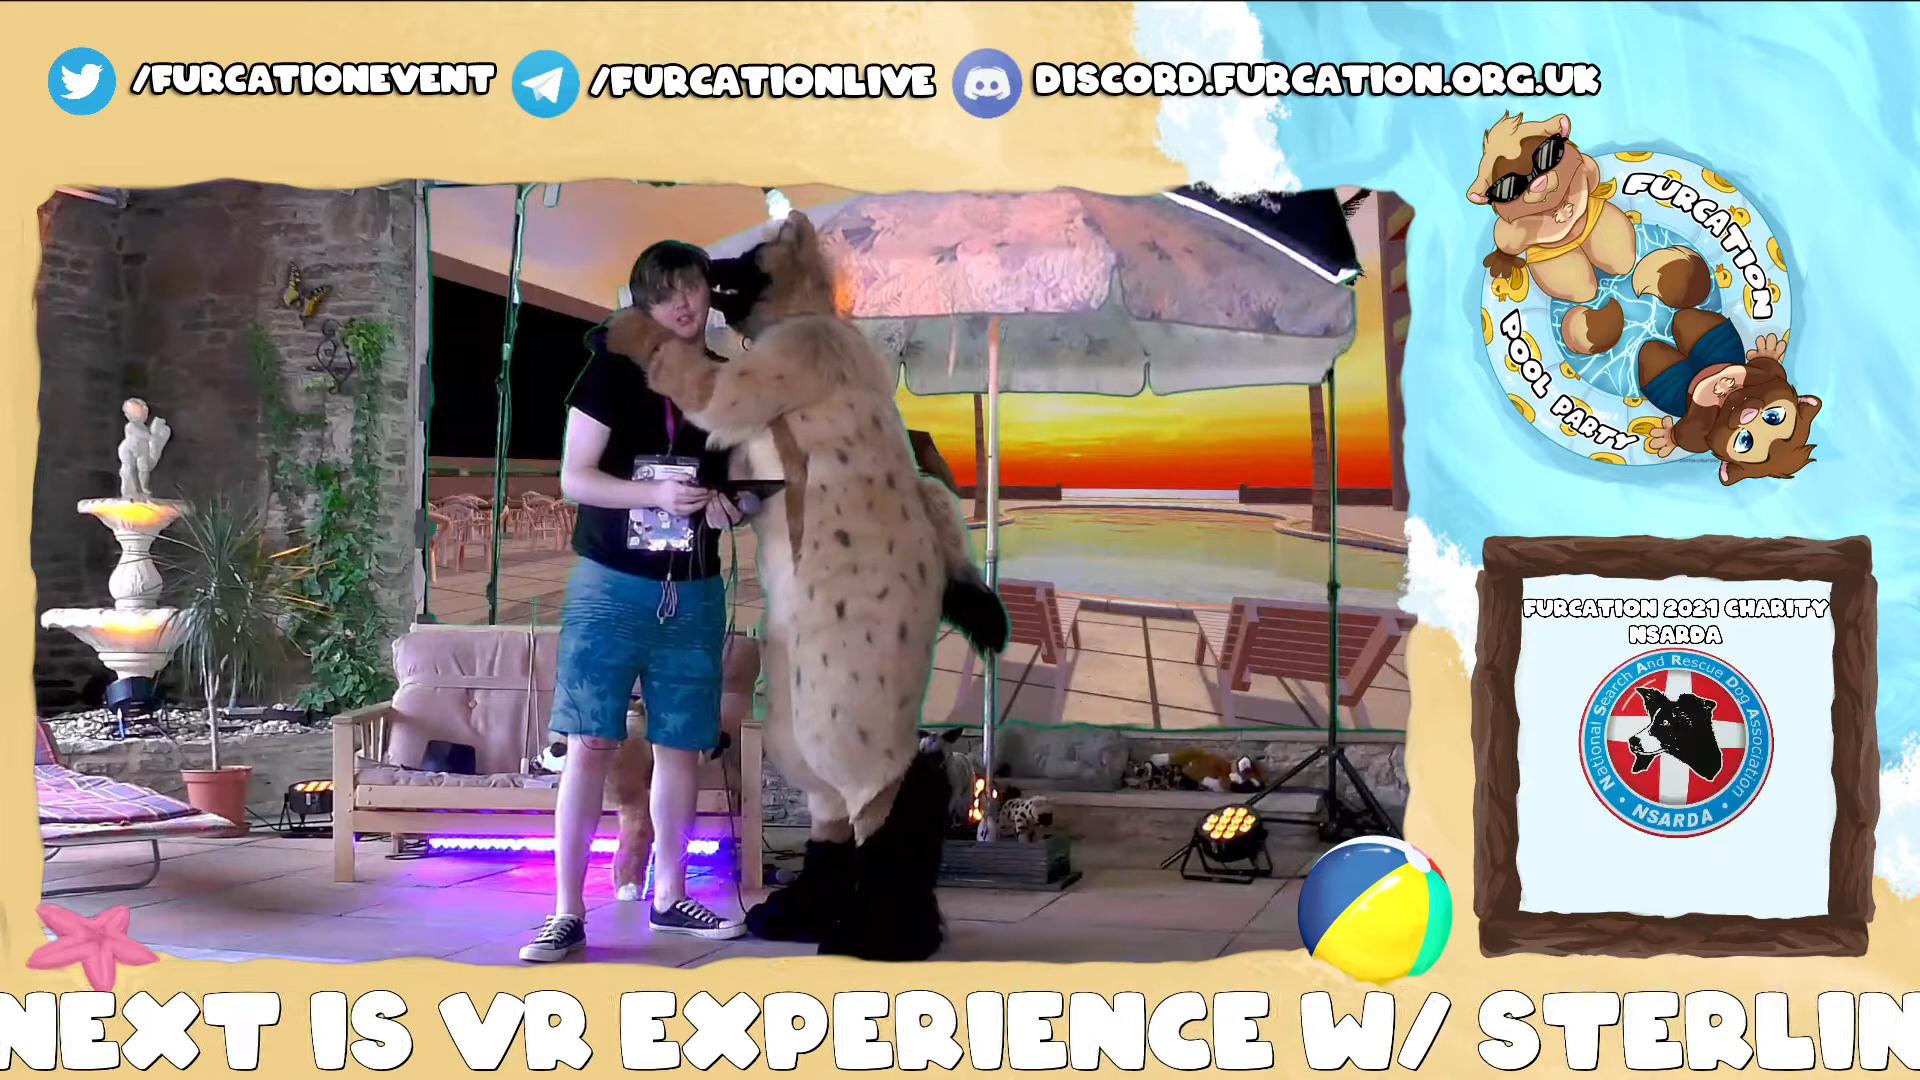 /FURCATIONEVENT /FURCATIONLIVE DISCORD.FURCATION.ORG.UK
FURCATION
POOL PARTY
FURCATION 2021 CHARITY
NSARDA
National Search And Rescue Dog Association
NSARDA
NEXT IS VR EXPERIENCE W/ STERLIN